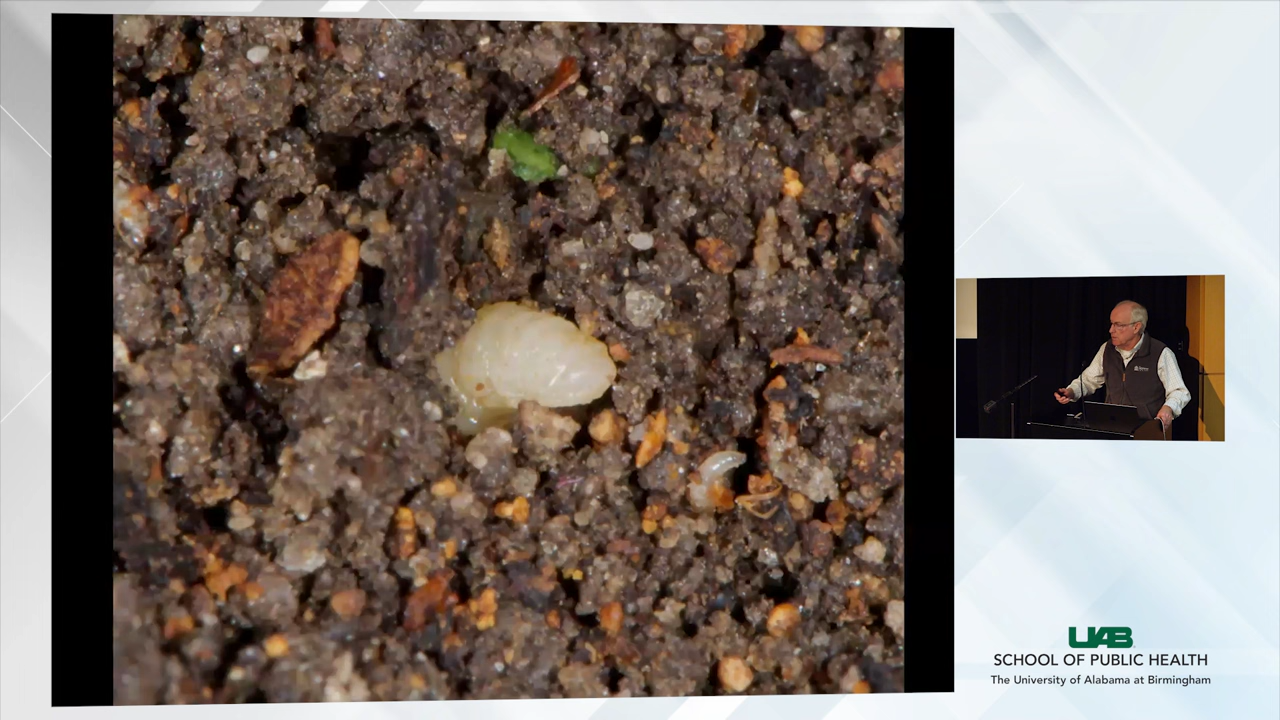 UAB
SCHOOL OF PUBLIC HEALTH
The University of Alabama at Birmingham